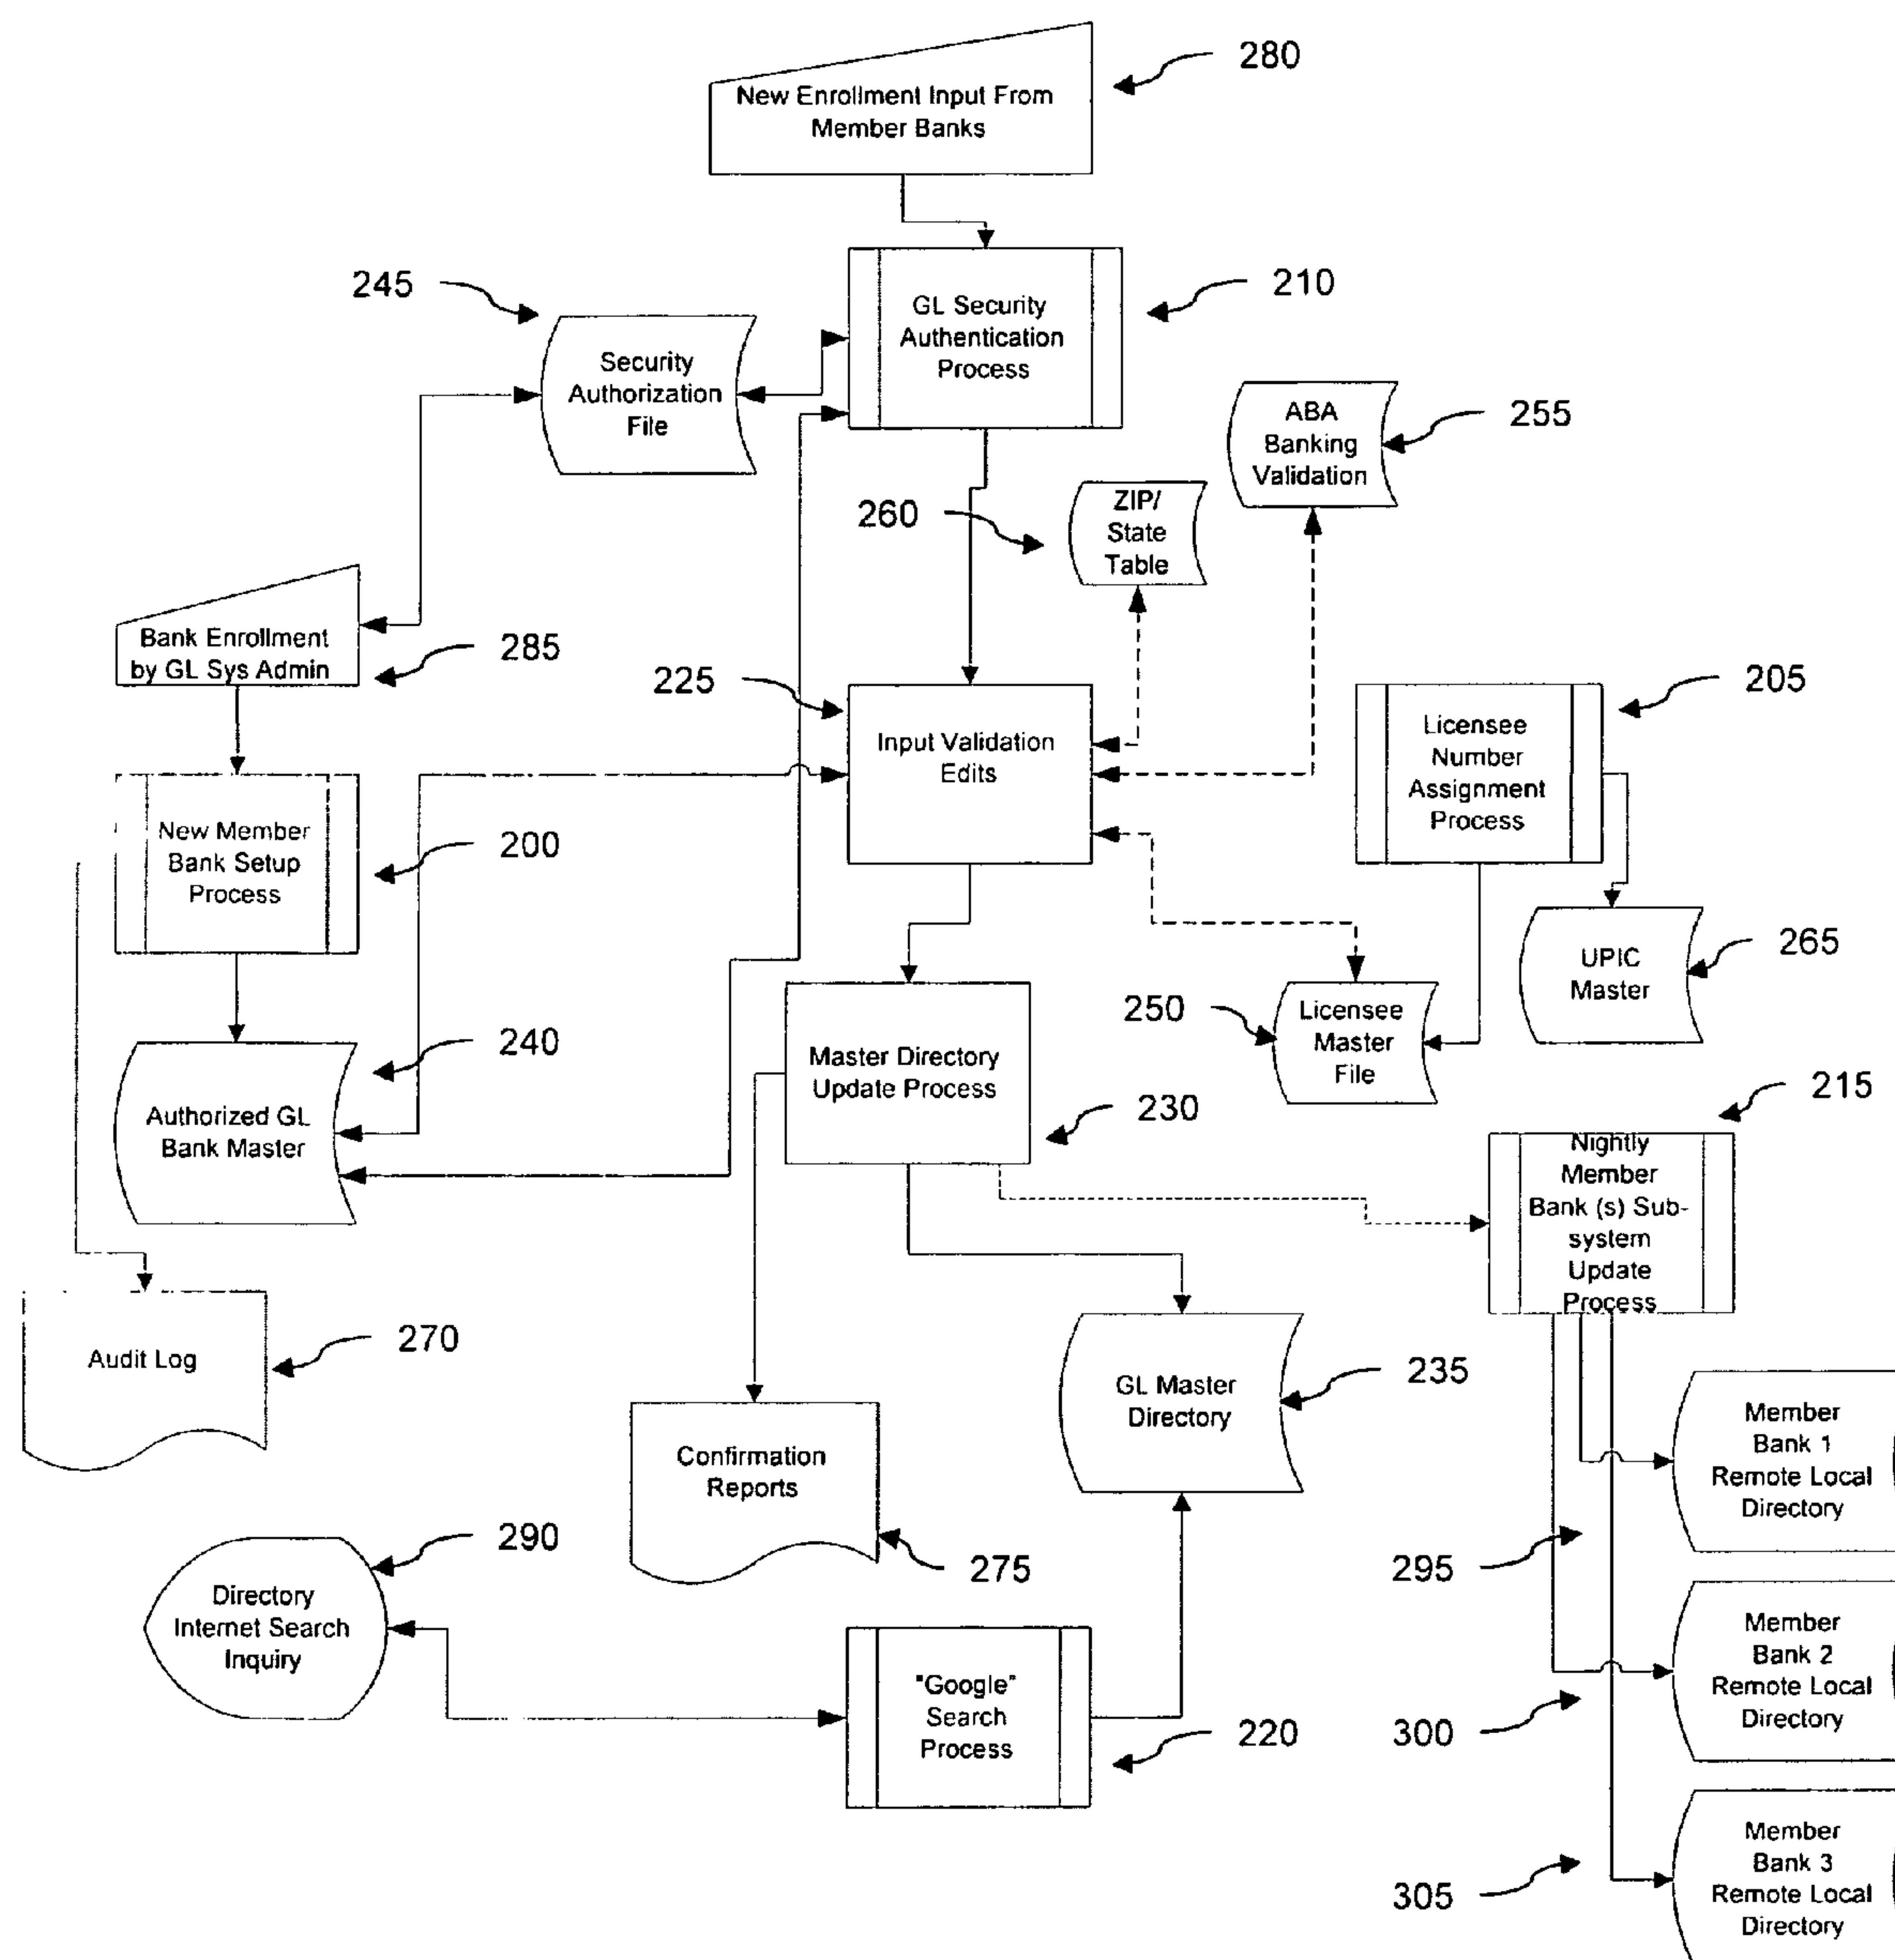 280
New Enrollment Input From
Member Banks
245
210
GL Security
Authentication
Process
Security
Authorization
File
255
ABA
Banking
Validation
260
ZIP/
State
Table
Bank Enrollment
by GL Sys Admin
285
225
205
Input Validation
Edits
Licensee
Number
Assignment
Process
New Member
Bank Setup
Process
200
UPIC
Master
265
250
Licensee
Master
File
240
Authorized GL
Bank Master
Master Directory
Update Process
230
215
Nightly
Member
Bank (s) Sub-
system
Update
Process
Audit Log
270
GL Master
Directory
235
Confirmation
Reports
275
Member
Bank 1
Remote Local
Directory
295
290
Directory
Internet Search
Inquiry
"Google"
Search
Process
220
Member
Bank 2
Remote Local
Directory
300
Member
Bank 3
Remote Local
Directory
305